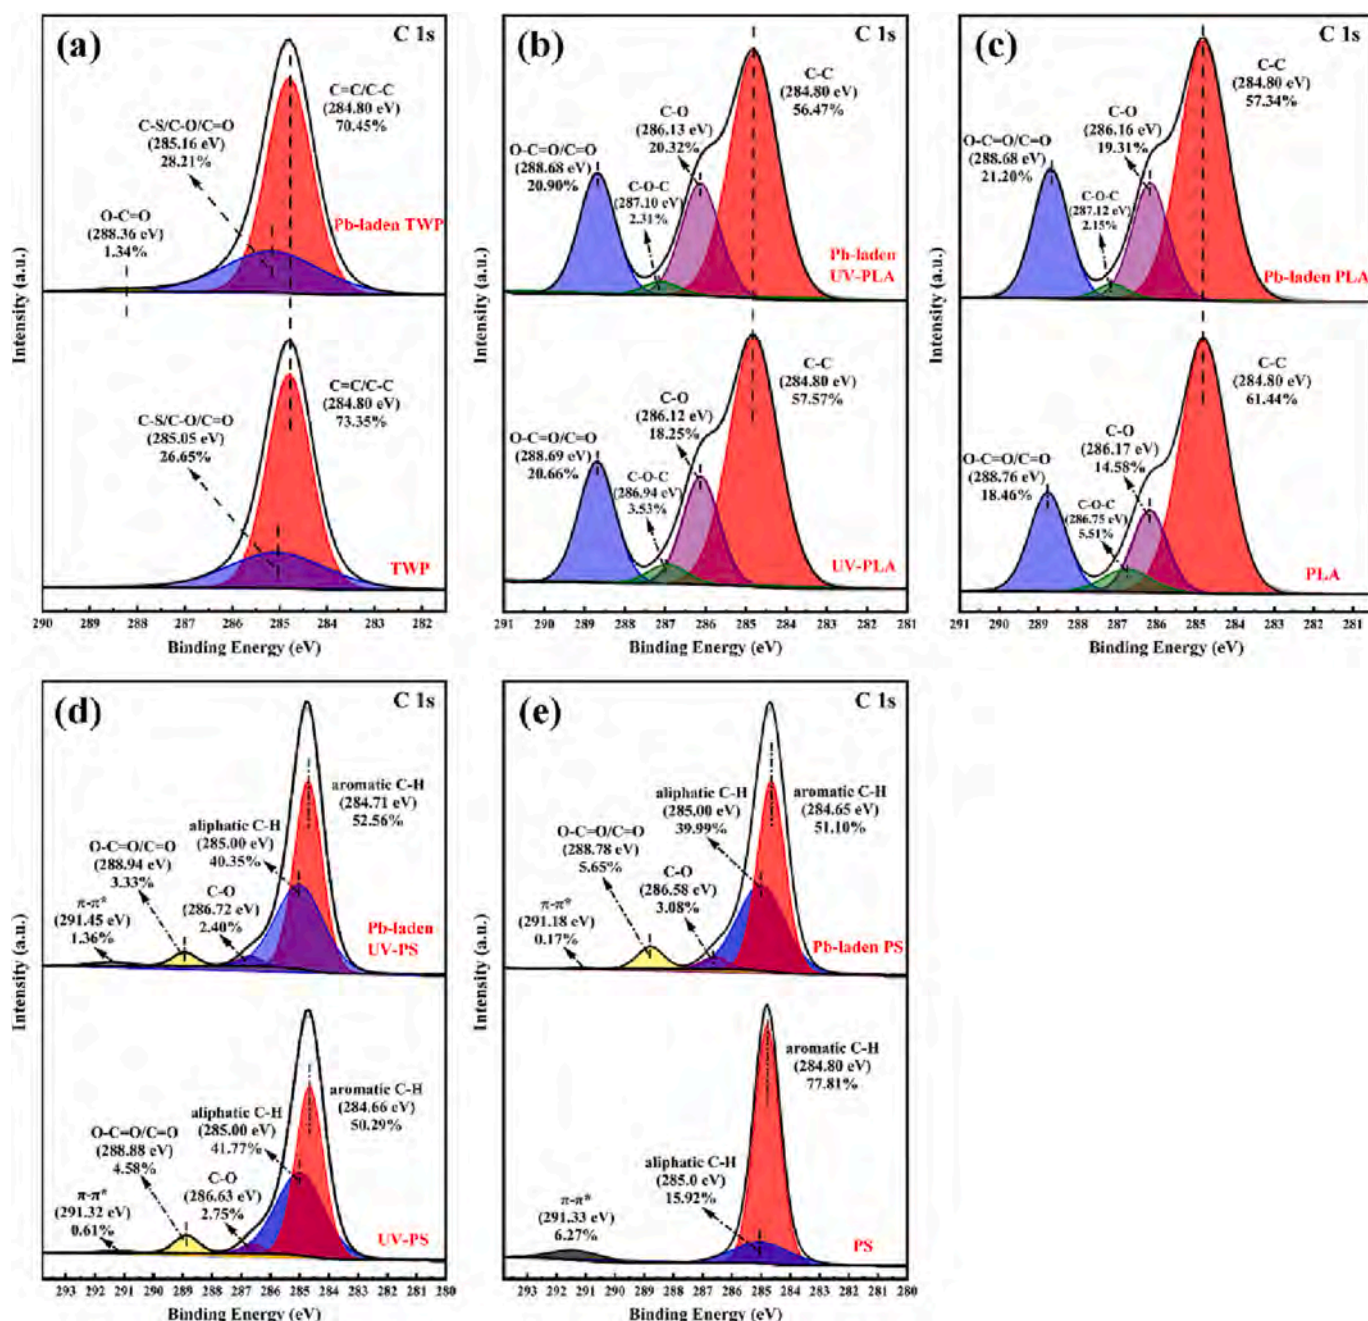 (a)
C 1s
C=C/C-C
(284.80 eV)
70.45%
C-S/C-O/C=O
(285.16 eV)
28.21%
O-C=O
(288.36 eV)
1.34%
Pb-laden TWP
C=C/C-C
(284.80 eV)
73.35%
C-S/C-O/C=O
(285.05 eV)
26.65%
TWP
Intensity (a.u.)
290 289 288 287 286 285 284 283 282
Binding Energy (eV)
(b)
C 1s
C-C
(284.80 eV)
56.47%
C-O
(286.13 eV)
20.32%
O-C=O/C=O
(288.68 eV)
20.90%
C-O-C
(287.10 eV)
2.31%
Pb-laden
UV-PLA
C-C
(284.80 eV)
57.57%
C-O
(286.12 eV)
18.25%
O-C=O/C=O
(288.69 eV)
20.66%
C-O-C
(286.94 eV)
3.53%
UV-PLA
Intensity (a.u.)
291 290 289 288 287 286 285 284 283 282 281
Binding Energy (eV)
(c)
C 1s
C-C
(284.80 eV)
57.34%
C-O
(286.16 eV)
19.31%
O-C=O/C=O
(288.68 eV)
21.20%
C-O-C
(287.12 eV)
2.15%
Pb-laden PLA
C-C
(284.80 eV)
61.44%
C-O
(286.17 eV)
14.58%
O-C=O/C=O
(288.76 eV)
18.46%
C-O-C
(286.75 eV)
5.51%
PLA
Intensity (a.u.)
291 290 289 288 287 286 285 284 283 282 281
Binding Energy (eV)
(d)
C 1s
aromatic C-H
(284.71 eV)
52.56%
aliphatic C-H
(285.00 eV)
40.35%
O-C=O/C=O
(288.94 eV)
3.33%
C-O
(286.72 eV)
2.40%
π-π*
(291.45 eV)
1.36%
Pb-laden
UV-PS
aromatic C-H
(284.66 eV)
50.29%
aliphatic C-H
(285.00 eV)
41.77%
O-C=O/C=O
(288.88 eV)
4.58%
C-O
(286.63 eV)
2.75%
π-π*
(291.32 eV)
0.61%
UV-PS
Intensity (a.u.)
293 292 291 290 289 288 287 286 285 284 283 282 281 280
Binding Energy (eV)
(e)
C 1s
aromatic C-H
(284.65 eV)
51.10%
aliphatic C-H
(285.00 eV)
39.99%
O-C=O/C=O
(288.78 eV)
5.65%
C-O
(286.58 eV)
3.08%
π-π*
(291.18 eV)
0.17%
Pb-laden PS
aromatic C-H
(284.80 eV)
77.81%
aliphatic C-H
(285.0 eV)
15.92%
π-π*
(291.33 eV)
6.27%
PS
Intensity (a.u.)
293 292 291 290 289 288 287 286 285 284 283 282 281 280
Binding Energy (eV)